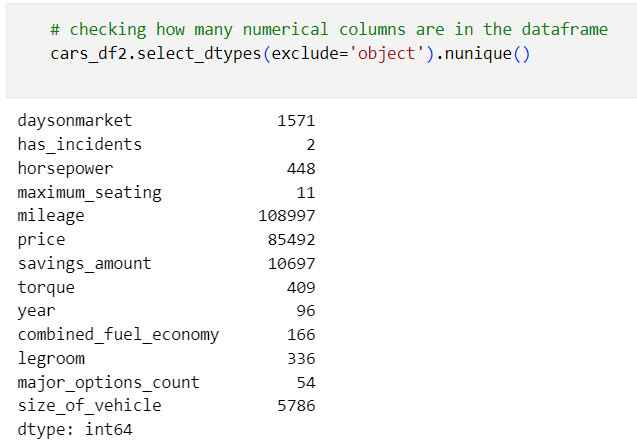 # checking how many numerical columns are in the dataframe
cars_df2.select_dtypes(exclude='object').nunique()
daysonmarket 1571
has_incidents 2
horsepower 448
maximum_seating 11
mileage 108997
price 85492
savings_amount 10697
torque 409
year 96
combined_fuel_economy 166
legroom 336
major_options_count 54
size_of_vehicle 5786
dtype: int64